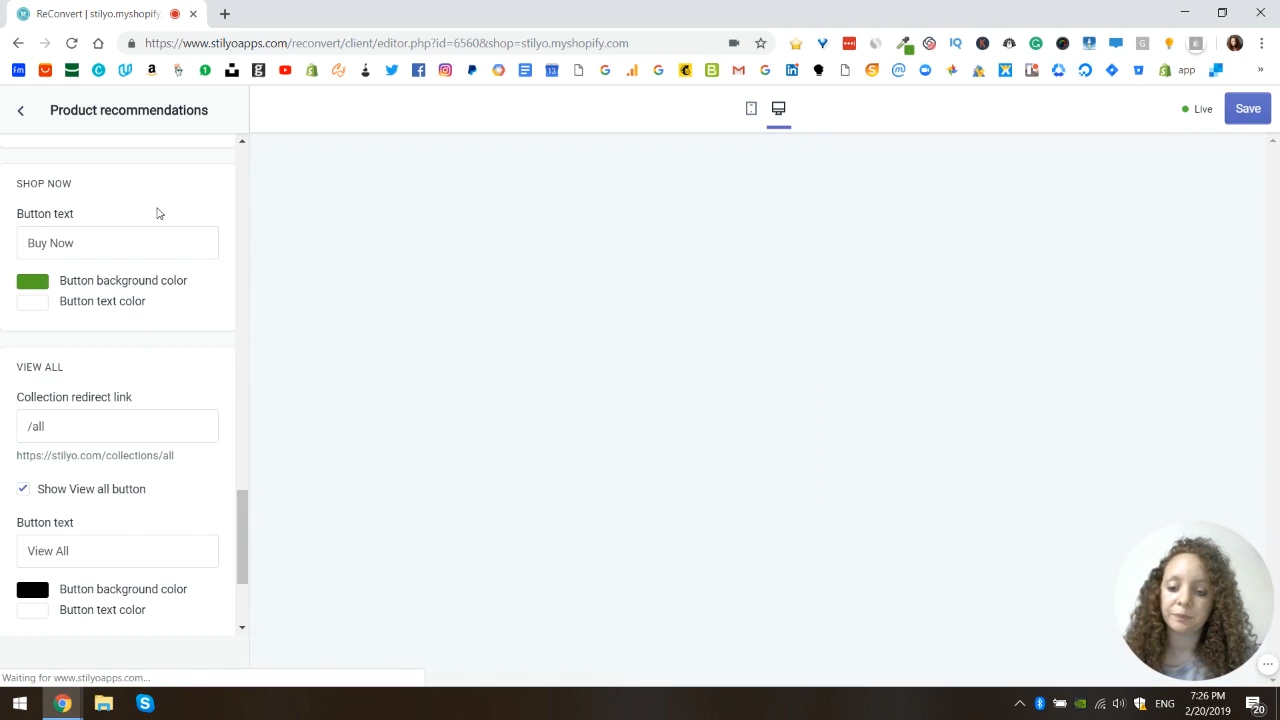 ReConvert | stilyo.myshopify.
https://www.stilyoapps.com/reconvert/client/editor.php?id=6560&shop=stilyo.myshopify.com
app
Product recommendations
Live
Save
SHOP NOW
Button text
Buy Now
Button background color
Button text color
VIEW ALL
Collection redirect link
/all
https://stilyo.com/collections/all
Show View all button
Button text
View All
Button background color
Button text color
Waiting for www.stilyoapps.com...
ENG
7:26 PM
2/20/2019
20